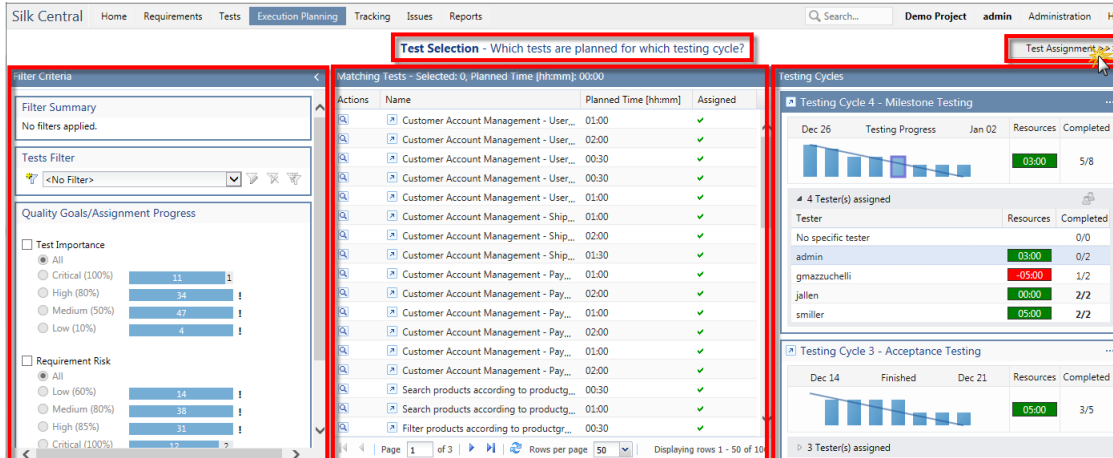 Silk Central Home Requirements Tests Execution Planning Tracking Issues Reports Search... Demo Project admin Administration
Test Selection - Which tests are planned for which testing cycle?
Test Assignment >>
Filter Criteria
Filter Summary
No filters applied.
Tests Filter
<No Filter>
Quality Goals/Assignment Progress
Test Importance
All
Critical (100%) 11 1
High (80%) 34 !
Medium (50%) 47 !
Low (10%) 4 !
Requirement Risk
All
Low (60%) 14 !
Medium (80%) 38 !
High (85%) 31 !
Critical (100%) 12 2
Matching Tests - Selected: 0, Planned Time [hh:mm]: 00:00
Actions Name Planned Time [hh:mm] Assigned
Customer Account Management - User... 01:00
Customer Account Management - User... 02:00
Customer Account Management - User... 00:30
Customer Account Management - User... 00:30
Customer Account Management - User... 01:00
Customer Account Management - Ship... 01:00
Customer Account Management - Ship... 02:00
Customer Account Management - Ship... 01:30
Customer Account Management - Pay... 01:00
Customer Account Management - Pay... 02:00
Customer Account Management - Pay... 01:00
Customer Account Management - Pay... 02:00
Customer Account Management - Pay... 01:00
Customer Account Management - Pay... 02:00
Search products according to productg... 00:30
Search products according to productg... 01:00
Filter products according to productgr... 00:30
Page 1 of 3 Rows per page 50 Displaying rows 1 - 50 of
Testing Cycles
Testing Cycle 4 - Milestone Testing ...
Dec 26 Testing Progress Jan 02 Resources Completed
03:00 5/8
4 Tester(s) assigned
Tester Resources Completed
No specific tester 0/0
admin 03:00 0/2
gmazzuchelli -05:00 1/2
jallen 00:00 2/2
smiller 05:00 2/2
Testing Cycle 3 - Acceptance Testing ...
Dec 14 Finished Dec 21 Resources Completed
05:00 3/5
3 Tester(s) assigned